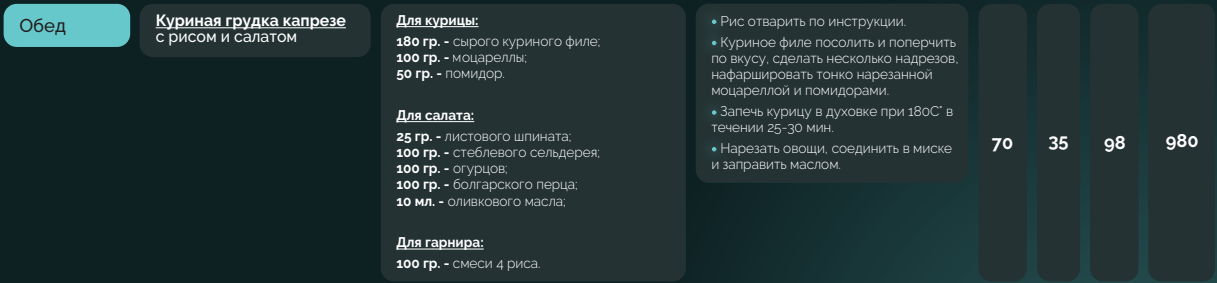 Обед
Куриная грудка капрезе
с рисом и салатом
Для курицы:
180 гр. - сырого куриного филе;
100 гр. - моцареллы;
50 гр. - помидор.
Для салата:
25 гр. - листового шпината;
100 гр. - стеблевого сельдерея;
100 гр. - огурцов;
100 гр. - болгарского перца;
10 мл. - оливкового масла;
Для гарнира:
100 гр. - смеси 4 риса.
• Рис отварить по инструкции.
• Куриное филе посолить и поперчить
по вкусу, сделать несколько надрезов,
нафаршировать тонко нарезанной
моцареллой и помидорами.
• Запечь курицу в духовке при 180С° в
течении 25-30 мин.
• Нарезать овощи, соединить в миске
и заправить маслом.
70
35
98
980